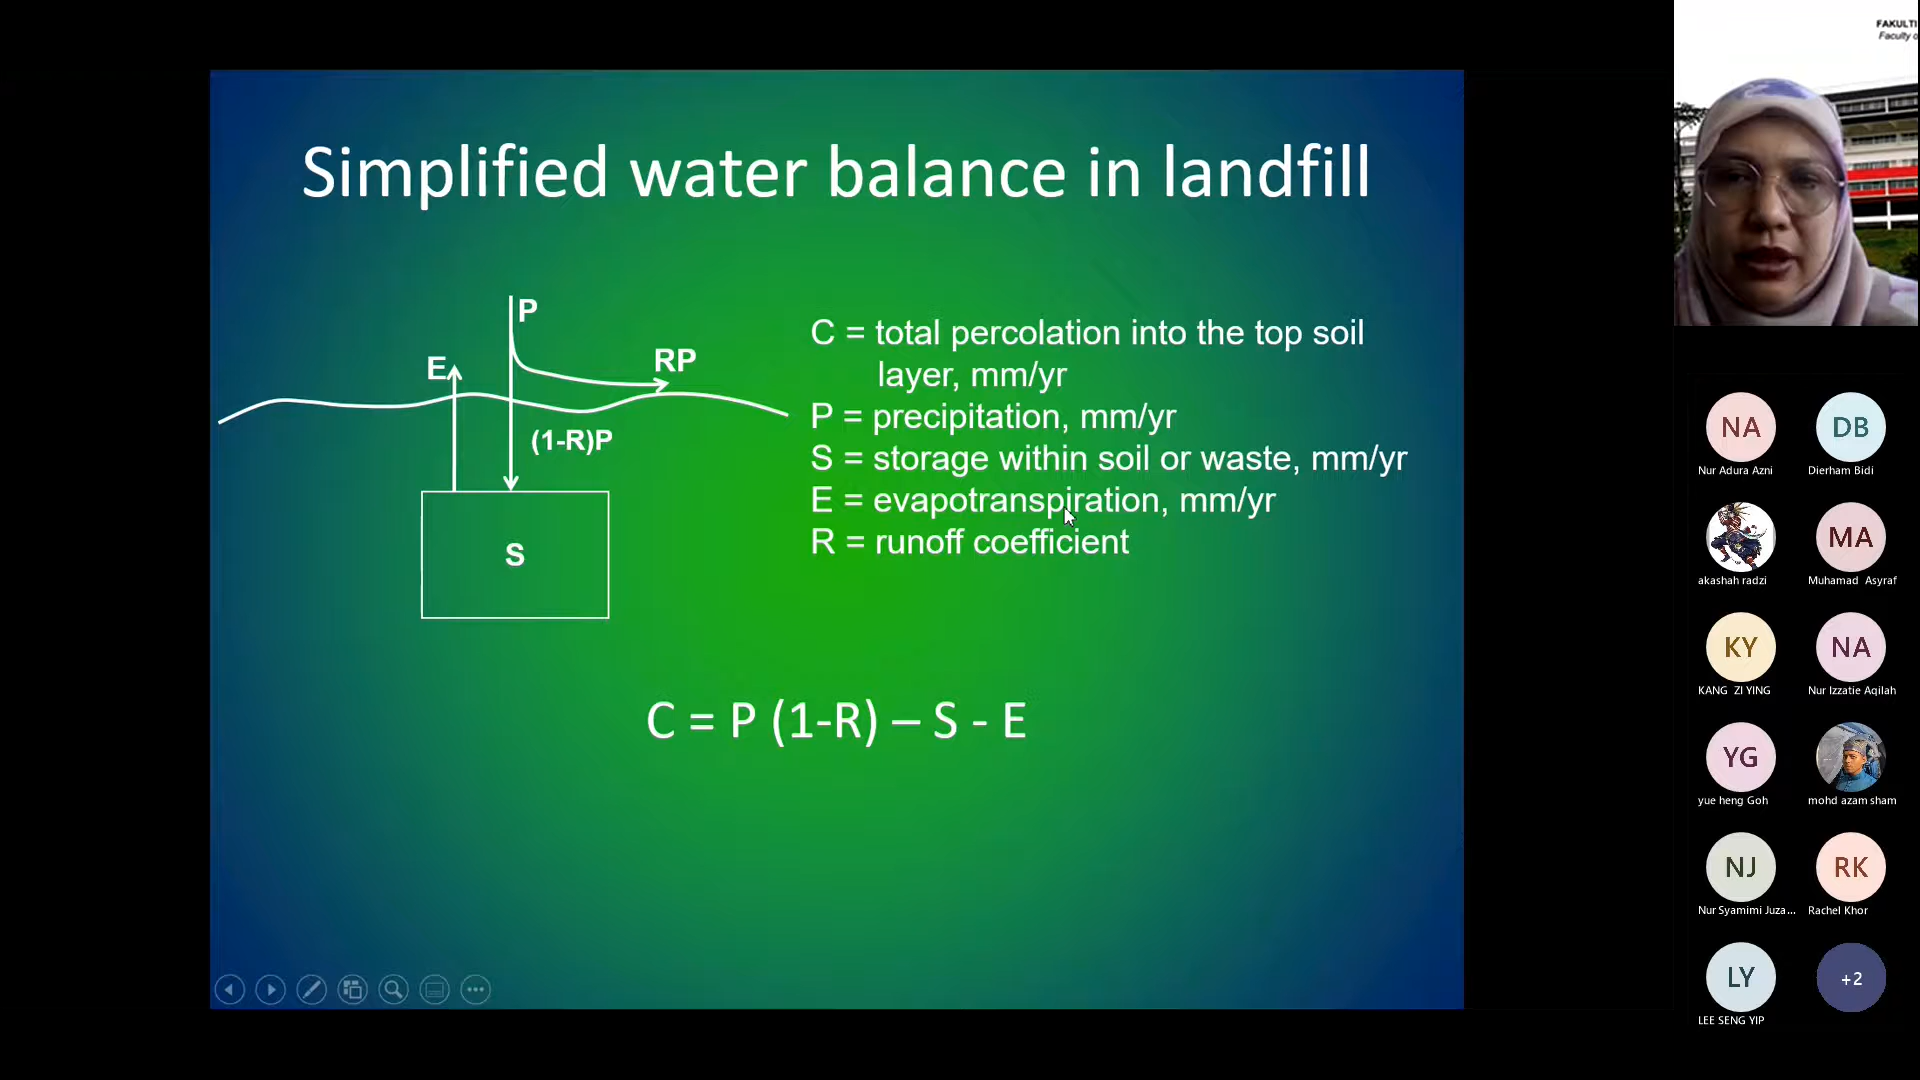 Simplified water balance in landfill
P
E
RP
(1-R)P
S
C = total percolation into the top soil
layer, mm/yr
P = precipitation, mm/yr
S = storage within soil or waste, mm/yr
E = evapotranspiration, mm/yr
R = runoff coefficient
C = P (1-R) – S - E
FAKULTI
Faculty o
NA
Nur Adura Azni
DB
Dierham Bidi
akashah radzi
MA
Muhamad Asyraf
KY
KANG ZI YING
NA
Nur Izzatie Aqilah
YG
yue heng Goh
mohd azam sham
NJ
Nur Syamimi Juza...
RK
Rachel Khor
LY
LEE SENG YIP
+2